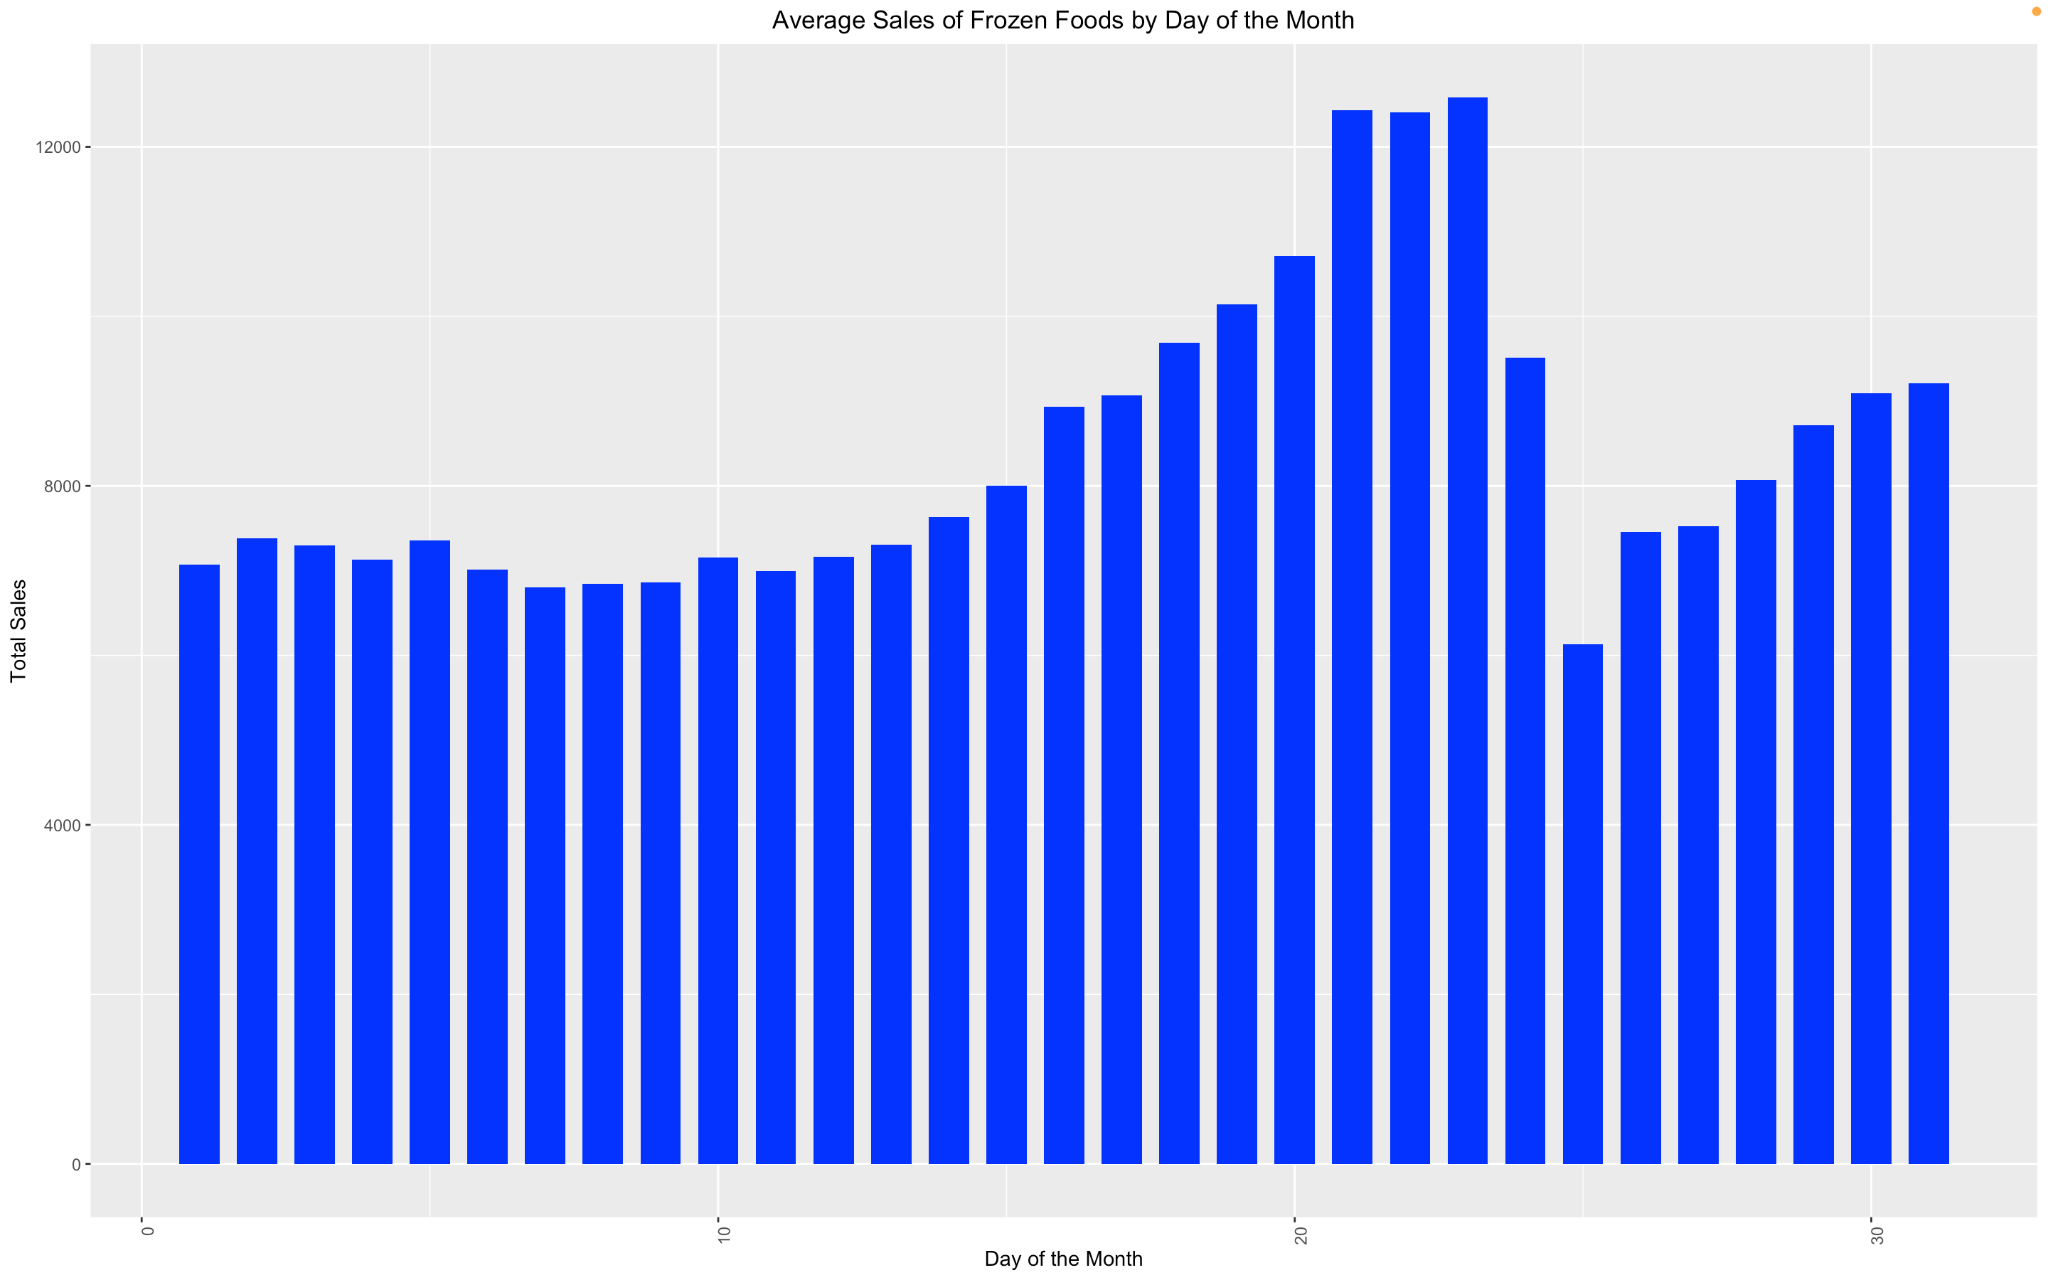 Average Sales of Frozen Foods by Day of the Month
Total Sales
12000
8000
4000
0
0
10
20
30
Day of the Month